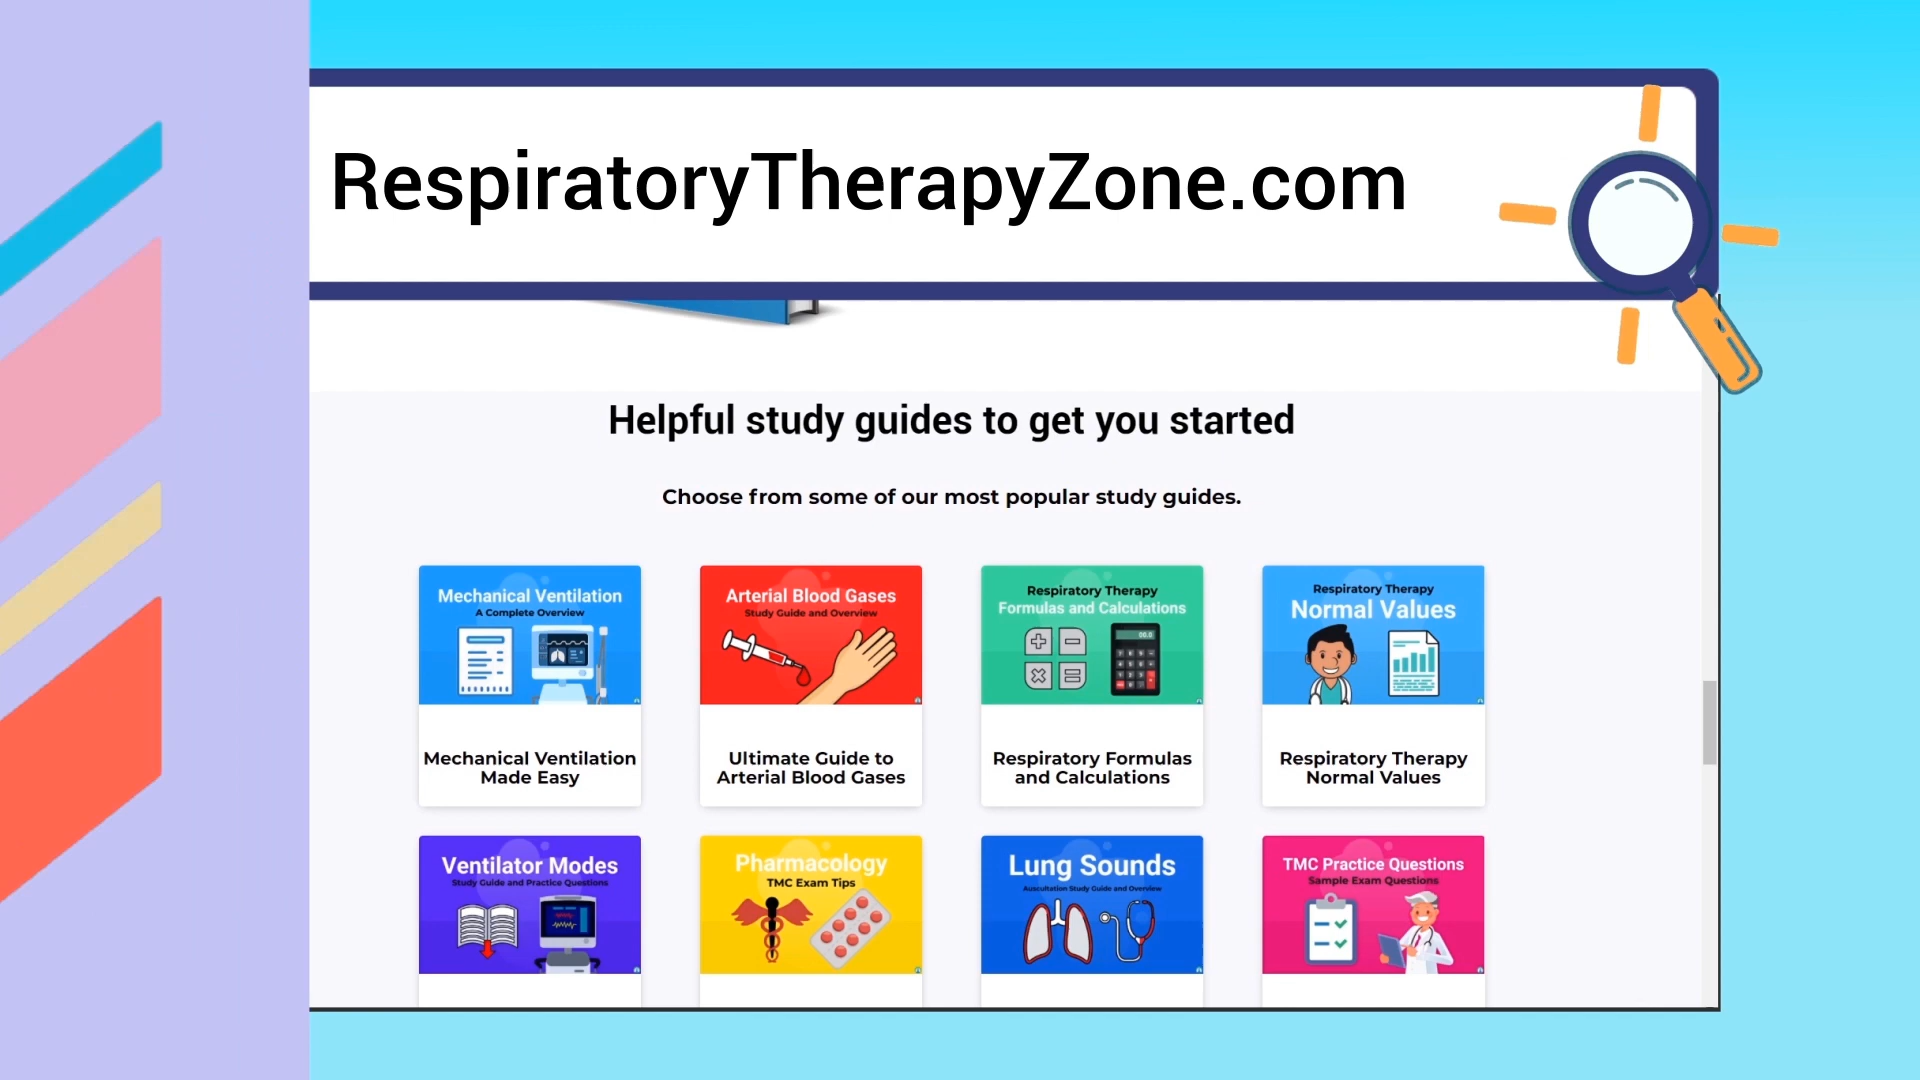 RespiratoryTherapyZone.com
Helpful study guides to get you started
Choose from some of our most popular study guides.
Mechanical Ventilation
A Complete Overview
Mechanical Ventilation
Made Easy
Arterial Blood Gases
Study Guide and Overview
Ultimate Guide to
Arterial Blood Gases
Respiratory Therapy
Formulas and Calculations
00.0
Respiratory Formulas
and Calculations
Respiratory Therapy
Normal Values
Respiratory Therapy
Normal Values
Ventilator Modes
Study Guide and Practice Questions
Pharmacology
TMC Exam Tips
Lung Sounds
Auscultation Study Guide and Overview
TMC Practice Questions
Sample Exam Questions